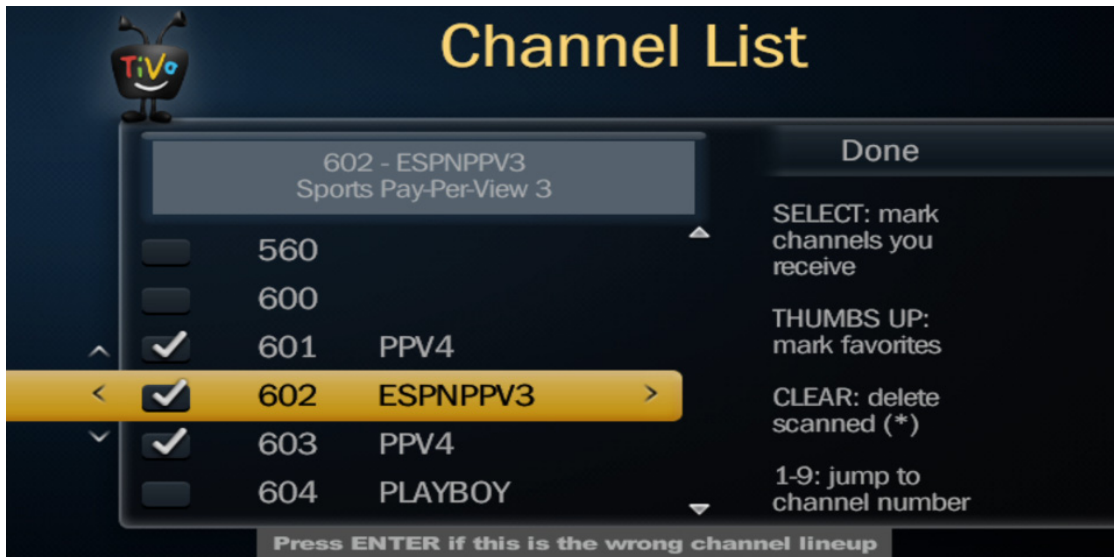 TiVo
Channel List
602 - ESPNPPV3
Sports Pay-Per-View 3
560
600
601 PPV4
< 602 ESPNPPV3 >
603 PPV4
604 PLAYBOY
Done
SELECT: mark
channels you
receive
THUMBS UP:
mark favorites
CLEAR: delete
scanned (*)
1-9: jump to
channel number
Press ENTER if this is the wrong channel lineup